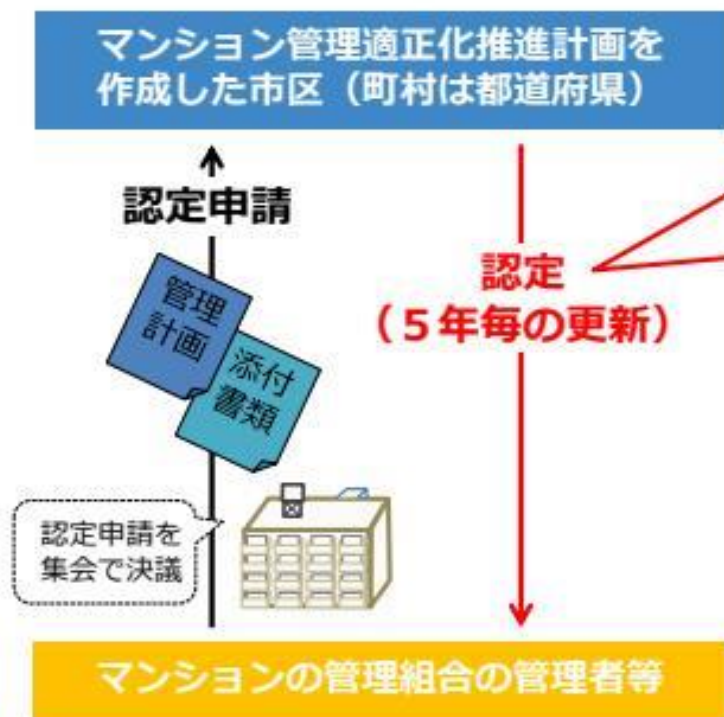 マンション管理適正化推進計画を
作成した市区（町村は都道府県）
認定申請
管理
計画
添付
書類
認定
（５年毎の更新）
認定申請を
集会で決議
マンションの管理組合の管理者等